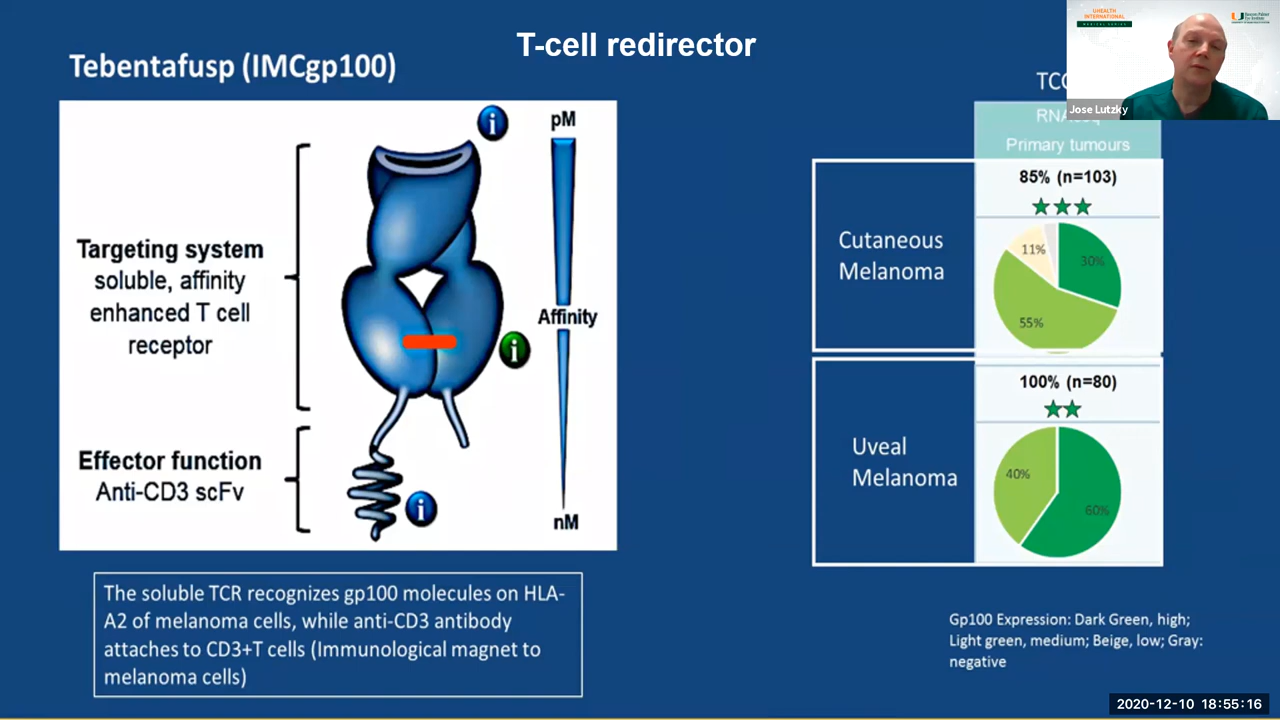 T-cell redirector
Tebentafusp (IMCgp100)
UHEALTH
INTERNATIONAL
Jose Lutzky
pM
Targeting system
soluble, affinity
enhanced T cell
receptor
Affinity
Effector function
Anti-CD3 scFv
nM
i
i
i
Primary tumours
85% (n=103)
Cutaneous
Melanoma
11%
30%
55%
100% (n=80)
Uveal
Melanoma
40%
60%
The soluble TCR recognizes gp100 molecules on HLA-
A2 of melanoma cells, while anti-CD3 antibody
attaches to CD3+T cells (Immunological magnet to
melanoma cells)
Gp100 Expression: Dark Green, high;
Light green, medium; Beige, low; Gray:
negative
2020-12-10 18:55:16